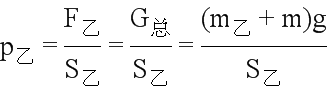 p乙 = F乙/S乙 = G总/S乙 = (m乙 + m)g/S乙